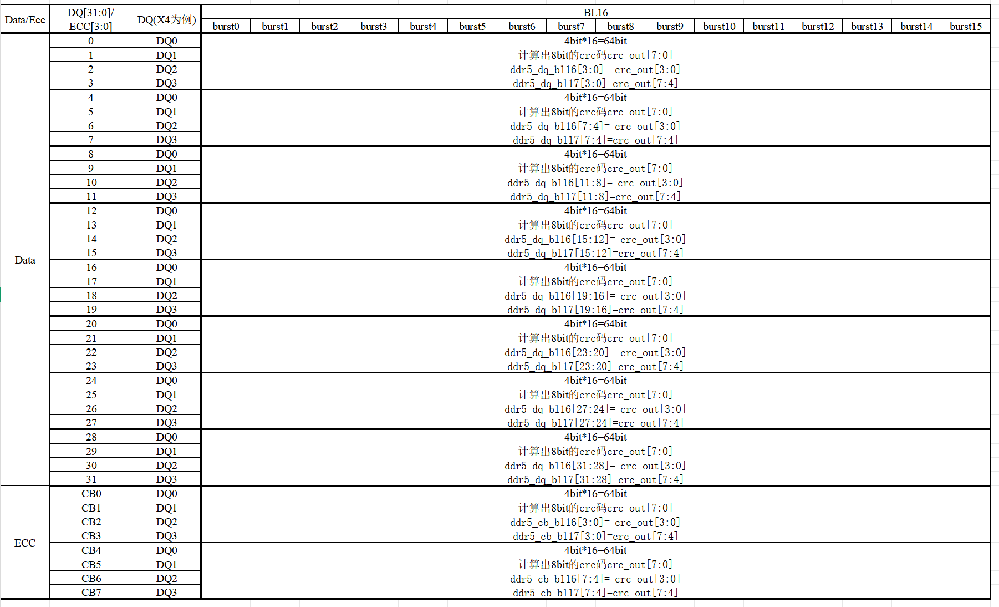 Data/Ecc DQ[31:0]/ DQ(X4为例) BL16
ECC[3:0]
burst0 burst1 burst2 burst3 burst4 burst5 burst6 burst7 burst8 burst9 burst10 burst11 burst12 burst13 burst14 burst15
0 DQ0 4bit*16=64bit
1 DQ1 计算出8bit的crc码crc_out[7:0]
2 DQ2 ddr5_dq_bl16[3:0]= crc_out[3:0]
3 DQ3 ddr5_dq_bl17[3:0]=crc_out[7:4]
4 DQ0 4bit*16=64bit
5 DQ1 计算出8bit的crc码crc_out[7:0]
6 DQ2 ddr5_dq_bl16[7:4]= crc_out[3:0]
7 DQ3 ddr5_dq_bl17[7:4]=crc_out[7:4]
8 DQ0 4bit*16=64bit
9 DQ1 计算出8bit的crc码crc_out[7:0]
10 DQ2 ddr5_dq_bl16[11:8]= crc_out[3:0]
11 DQ3 ddr5_dq_bl17[11:8]=crc_out[7:4]
12 DQ0 4bit*16=64bit
13 DQ1 计算出8bit的crc码crc_out[7:0]
14 DQ2 ddr5_dq_bl16[15:12]= crc_out[3:0]
15 DQ3 ddr5_dq_bl17[15:12]=crc_out[7:4]
Data
16 DQ0 4bit*16=64bit
17 DQ1 计算出8bit的crc码crc_out[7:0]
18 DQ2 ddr5_dq_bl16[19:16]= crc_out[3:0]
19 DQ3 ddr5_dq_bl17[19:16]=crc_out[7:4]
20 DQ0 4bit*16=64bit
21 DQ1 计算出8bit的crc码crc_out[7:0]
22 DQ2 ddr5_dq_bl16[23:20]= crc_out[3:0]
23 DQ3 ddr5_dq_bl17[23:20]=crc_out[7:4]
24 DQ0 4bit*16=64bit
25 DQ1 计算出8bit的crc码crc_out[7:0]
26 DQ2 ddr5_dq_bl16[27:24]= crc_out[3:0]
27 DQ3 ddr5_dq_bl17[27:24]=crc_out[7:4]
28 DQ0 4bit*16=64bit
29 DQ1 计算出8bit的crc码crc_out[7:0]
30 DQ2 ddr5_dq_bl16[31:28]= crc_out[3:0]
31 DQ3 ddr5_dq_bl17[31:28]=crc_out[7:4]
CB0 DQ0 4bit*16=64bit
CB1 DQ1 计算出8bit的crc码crc_out[7:0]
CB2 DQ2 ddr5_cb_bl16[3:0]= crc_out[3:0]
CB3 DQ3 ddr5_cb_bl17[3:0]=crc_out[7:4]
ECC
CB4 DQ0 4bit*16=64bit
CB5 DQ1 计算出8bit的crc码crc_out[7:0]
CB6 DQ2 ddr5_cb_bl16[7:4]= crc_out[3:0]
CB7 DQ3 ddr5_cb_bl17[7:4]=crc_out[7:4]